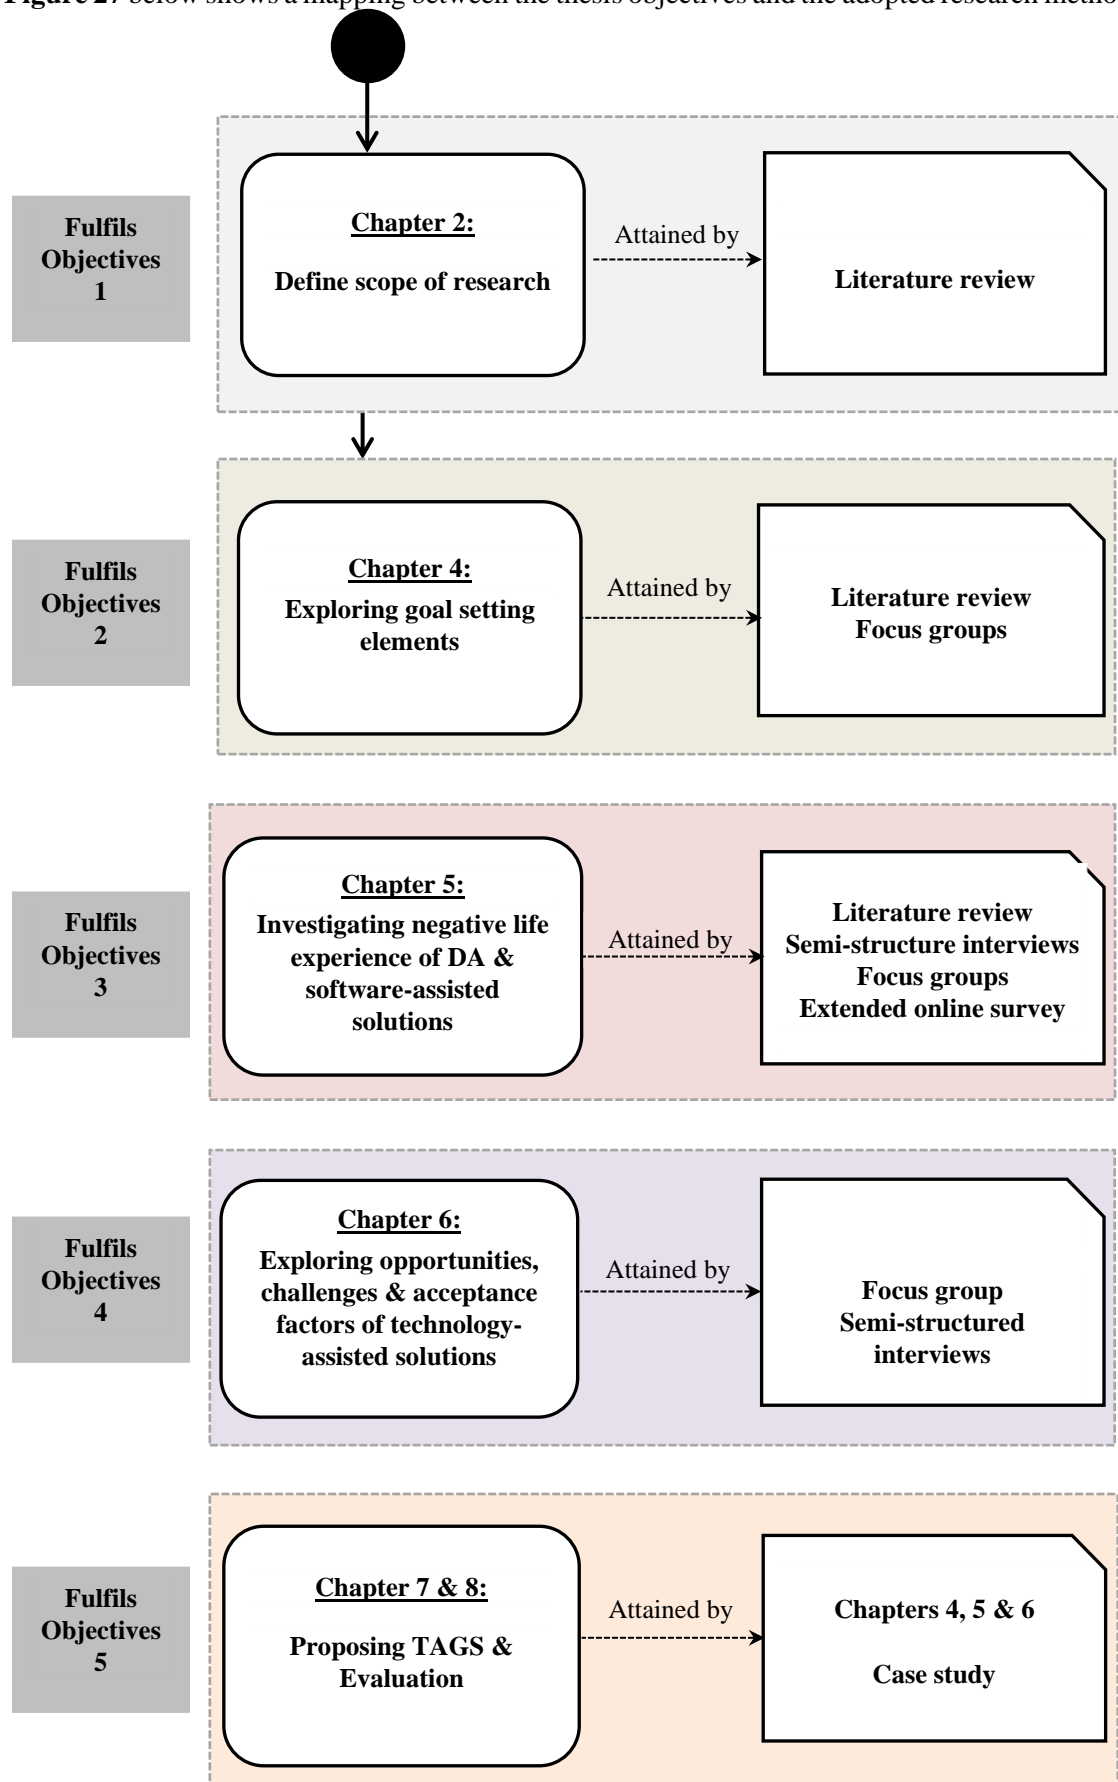 Figure 27 below shows a mapping between the thesis objectives and the adopted research metho
Fulfils
Objectives
1
Chapter 2:
Define scope of research
Attained by
Literature review
Fulfils
Objectives
2
Chapter 4:
Exploring goal setting
elements
Attained by
Literature review
Focus groups
Fulfils
Objectives
3
Chapter 5:
Investigating negative life
experience of DA &
software-assisted
solutions
Attained by
Literature review
Semi-structure interviews
Focus groups
Extended online survey
Fulfils
Objectives
4
Chapter 6:
Exploring opportunities,
challenges & acceptance
factors of technology-
assisted solutions
Attained by
Focus group
Semi-structured
interviews
Fulfils
Objectives
5
Chapter 7 & 8:
Proposing TAGS &
Evaluation
Attained by
Chapters 4, 5 & 6
Case study